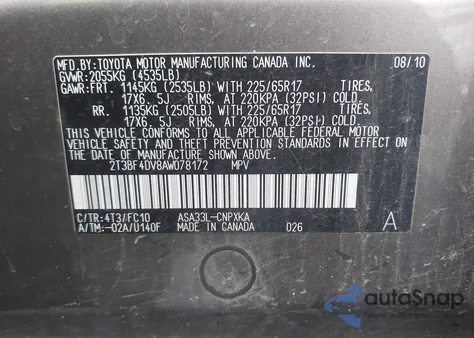 MFD.BY:TOYOTA MOTOR MANUFACTURING CANADA INC. 08/10
GVWR:2055KG (4535LB)
GAWR:FRT. 1145KG (2535LB) WITH 225/65R17 TIRES,
17X6. 5J RIMS, AT 220KPA (32PSI) COLD.
RR. 1135KG (2505LB) WITH 225/65R17 TIRES,
17X6. 5J RIMS, AT 220KPA (32PSI) COLD.
THIS VEHICLE CONFORMS TO ALL APPLICABLE FEDERAL MOTOR
VEHICLE SAFETY AND THEFT PREVENTION STANDARDS IN EFFECT
ON THE DATE OF MANUFACTURE SHOWN ABOVE.
2T3BF4DV8AW078172 MPV
C/TR:4T3/FC10 ASA33L-CNPXKA A
A/TM:-02A/U140F MADE IN CANADA 026
autoSnap
by CarFast Express